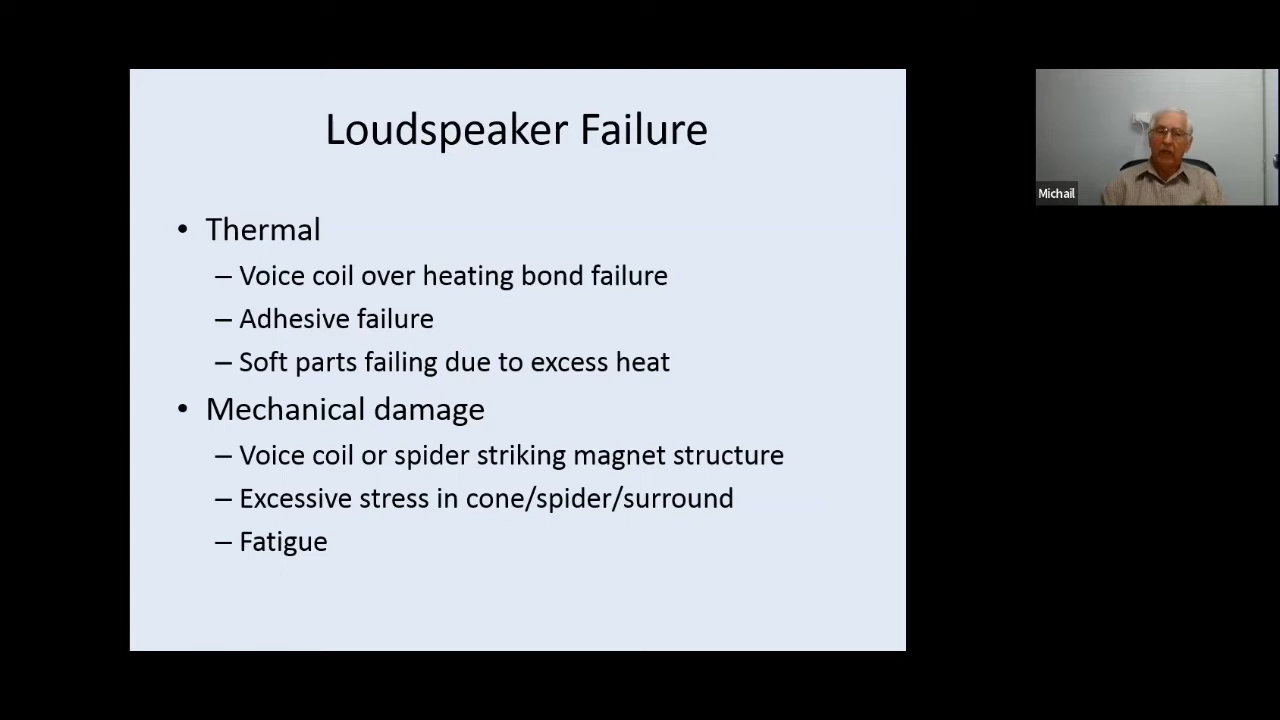 Loudspeaker Failure
• Thermal
– Voice coil over heating bond failure
– Adhesive failure
– Soft parts failing due to excess heat
• Mechanical damage
– Voice coil or spider striking magnet structure
– Excessive stress in cone/spider/surround
– Fatigue
Michail